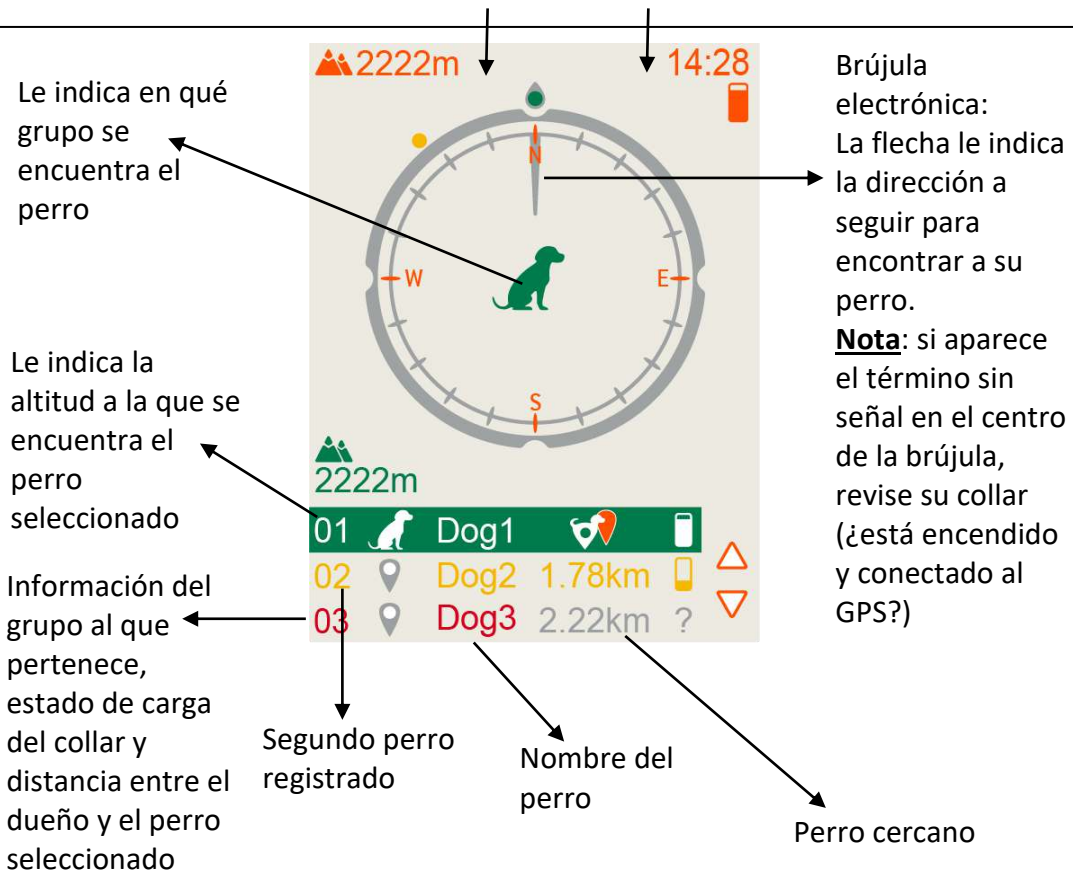 Le indica en qué
grupo se
encuentra el
perro
Le indica la
altitud a la que se
encuentra el
perro
seleccionado
Información del
grupo al que
pertenece,
estado de carga
del collar y
distancia entre el
dueño y el perro
seleccionado
2222m
14:28
N
W
E
S
2222m
01 Dog1
02 Dog2 1.78km
03 Dog3 2.22km ?
Segundo perro
registrado
Nombre del
perro
Perro cercano
Brújula
electrónica:
La flecha le indica
la dirección a
seguir para
encontrar a su
perro.
Nota: si aparece
el término sin
señal en el centro
de la brújula,
revise su collar
(¿está encendido
y conectado al
GPS?)